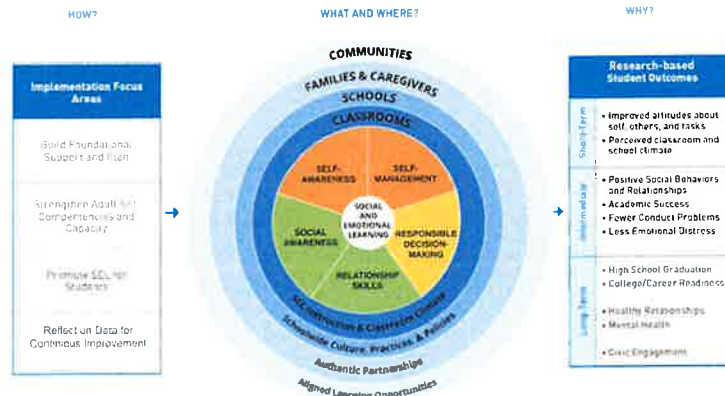 HOW?
WHAT AND WHERE?
WHY?
Implementation Focus
Areas
Build Foundational
Support and Plan
Strengthen Adult SEL
Competencies and
Capacity
Promote SEL for
Students
Reflect on Data for
Continuous Improvement
COMMUNITIES
FAMILIES & CAREGIVERS
SCHOOLS
CLASSROOMS
SELF-
AWARENESS
SELF-
MANAGEMENT
SOCIAL
AWARENESS
SOCIAL
AND
EMOTIONAL
LEARNING
RESPONSIBLE
DECISION-
MAKING
RELATIONSHIP
SKILLS
SEL Instruction & Classroom Climate
Schoolwide Culture, Practices, & Policies
Authentic Partnerships
Aligned Learning Opportunities
Research-based
Student Outcomes
Short-Term
• Improved attitudes about
self, others, and tasks
• Perceived classroom and
school climate
Intermediate
• Positive Social Behaviors
and Relationships
• Academic Success
• Fewer Conduct Problems
• Less Emotional Distress
Long-Term
• High School Graduation
• College/Career Readiness
• Healthy Relationships
• Mental Health
• Civic Engagement